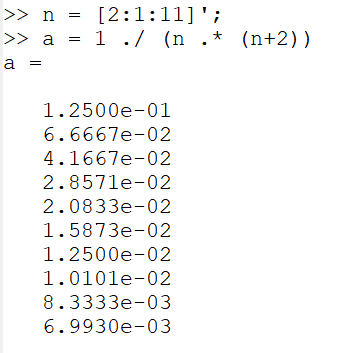 >> n = [2:1:11]';
>> a = 1 ./ (n .* (n+2))
a =
1.2500e-01
6.6667e-02
4.1667e-02
2.8571e-02
2.0833e-02
1.5873e-02
1.2500e-02
1.0101e-02
8.3333e-03
6.9930e-03